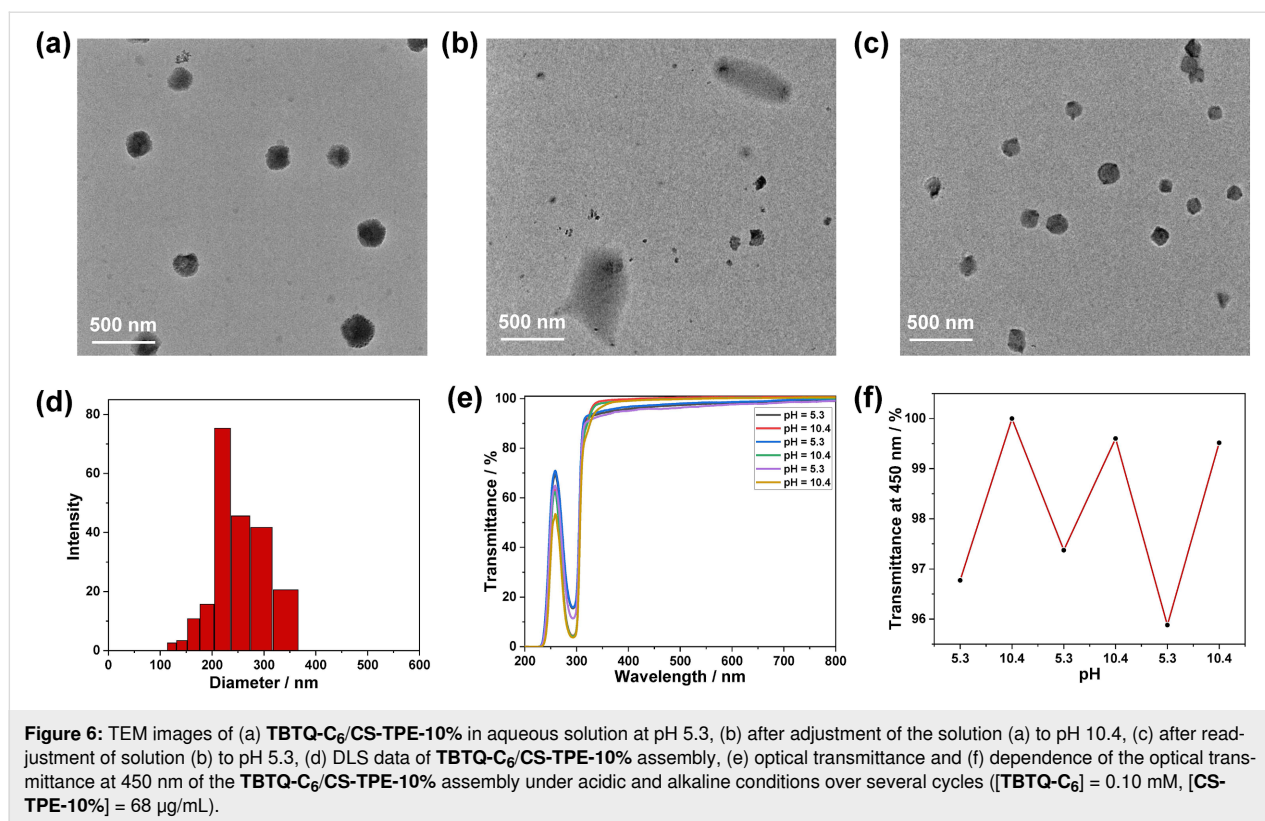 (a)
(b)
(c)
500 nm
500 nm
500 nm
(d)
(e)
(f)
80
60
40
20
0
Intensity
0 100 200 300 400 500 600
Diameter / nm
100
80
60
40
20
0
Transmittance / %
pH = 5.3
pH = 10.4
pH = 5.3
pH = 10.4
pH = 5.3
pH = 10.4
200 300 400 500 600 700 800
Wavelength / nm
100
99
98
97
96
Transmittance at 450 nm / %
5.3 10.4 5.3 10.4 5.3 10.4
pH
Figure 6: TEM images of (a) TBTQ-C6/CS-TPE-10% in aqueous solution at pH 5.3, (b) after adjustment of the solution (a) to pH 10.4, (c) after read-
justment of solution (b) to pH 5.3, (d) DLS data of TBTQ-C6/CS-TPE-10% assembly, (e) optical transmittance and (f) dependence of the optical trans-
mittance at 450 nm of the TBTQ-C6/CS-TPE-10% assembly under acidic and alkaline conditions over several cycles ([TBTQ-C6] = 0.10 mM, [CS-
TPE-10%] = 68 µg/mL).